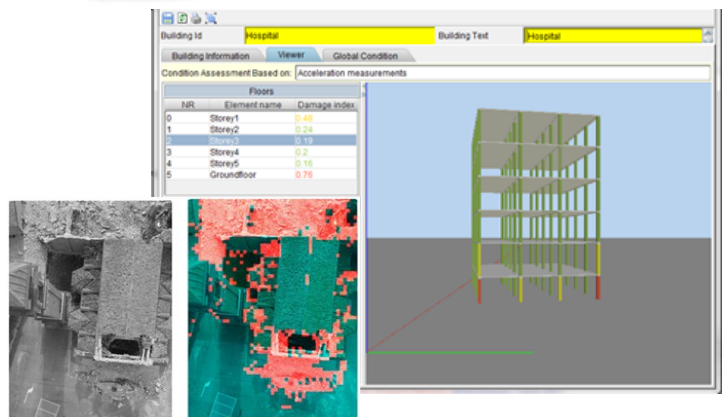 Building Id Hospital Building Text Hospital
Building Information Viewer Global Condition
Condition Assessment Based on: Acceleration measurements
Floors
NR Element name Damage index
0 Storey1 0.48
1 Storey2 0.24
2 Storey3 0.19
3 Storey4 0.2
4 Storey5 0.16
5 Groundfloor 0.76